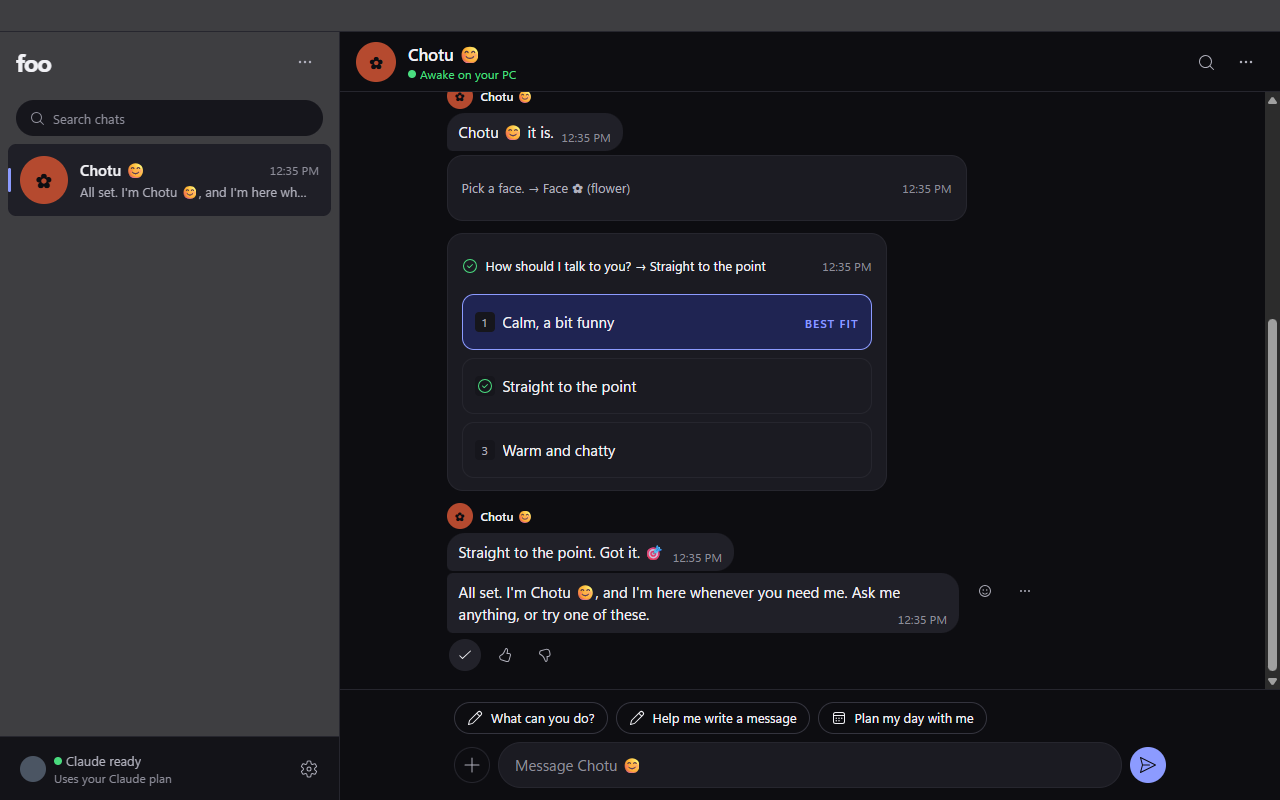 foo
Search chats
Chotu 😊
12:35 PM
All set. I'm Chotu 😊, and I'm here wh...
Claude ready
Uses your Claude plan
Chotu 😊
Awake on your PC
Chotu 😊
Chotu 😊 it is. 12:35 PM
Pick a face. → Face ✿ (flower) 12:35 PM
How should I talk to you? → Straight to the point 12:35 PM
1 Calm, a bit funny BEST FIT
Straight to the point
3 Warm and chatty
Chotu 😊
Straight to the point. Got it. 🎯 12:35 PM
All set. I'm Chotu 😊, and I'm here whenever you need me. Ask me
anything, or try one of these. 12:35 PM
What can you do? Help me write a message Plan my day with me
Message Chotu 😊